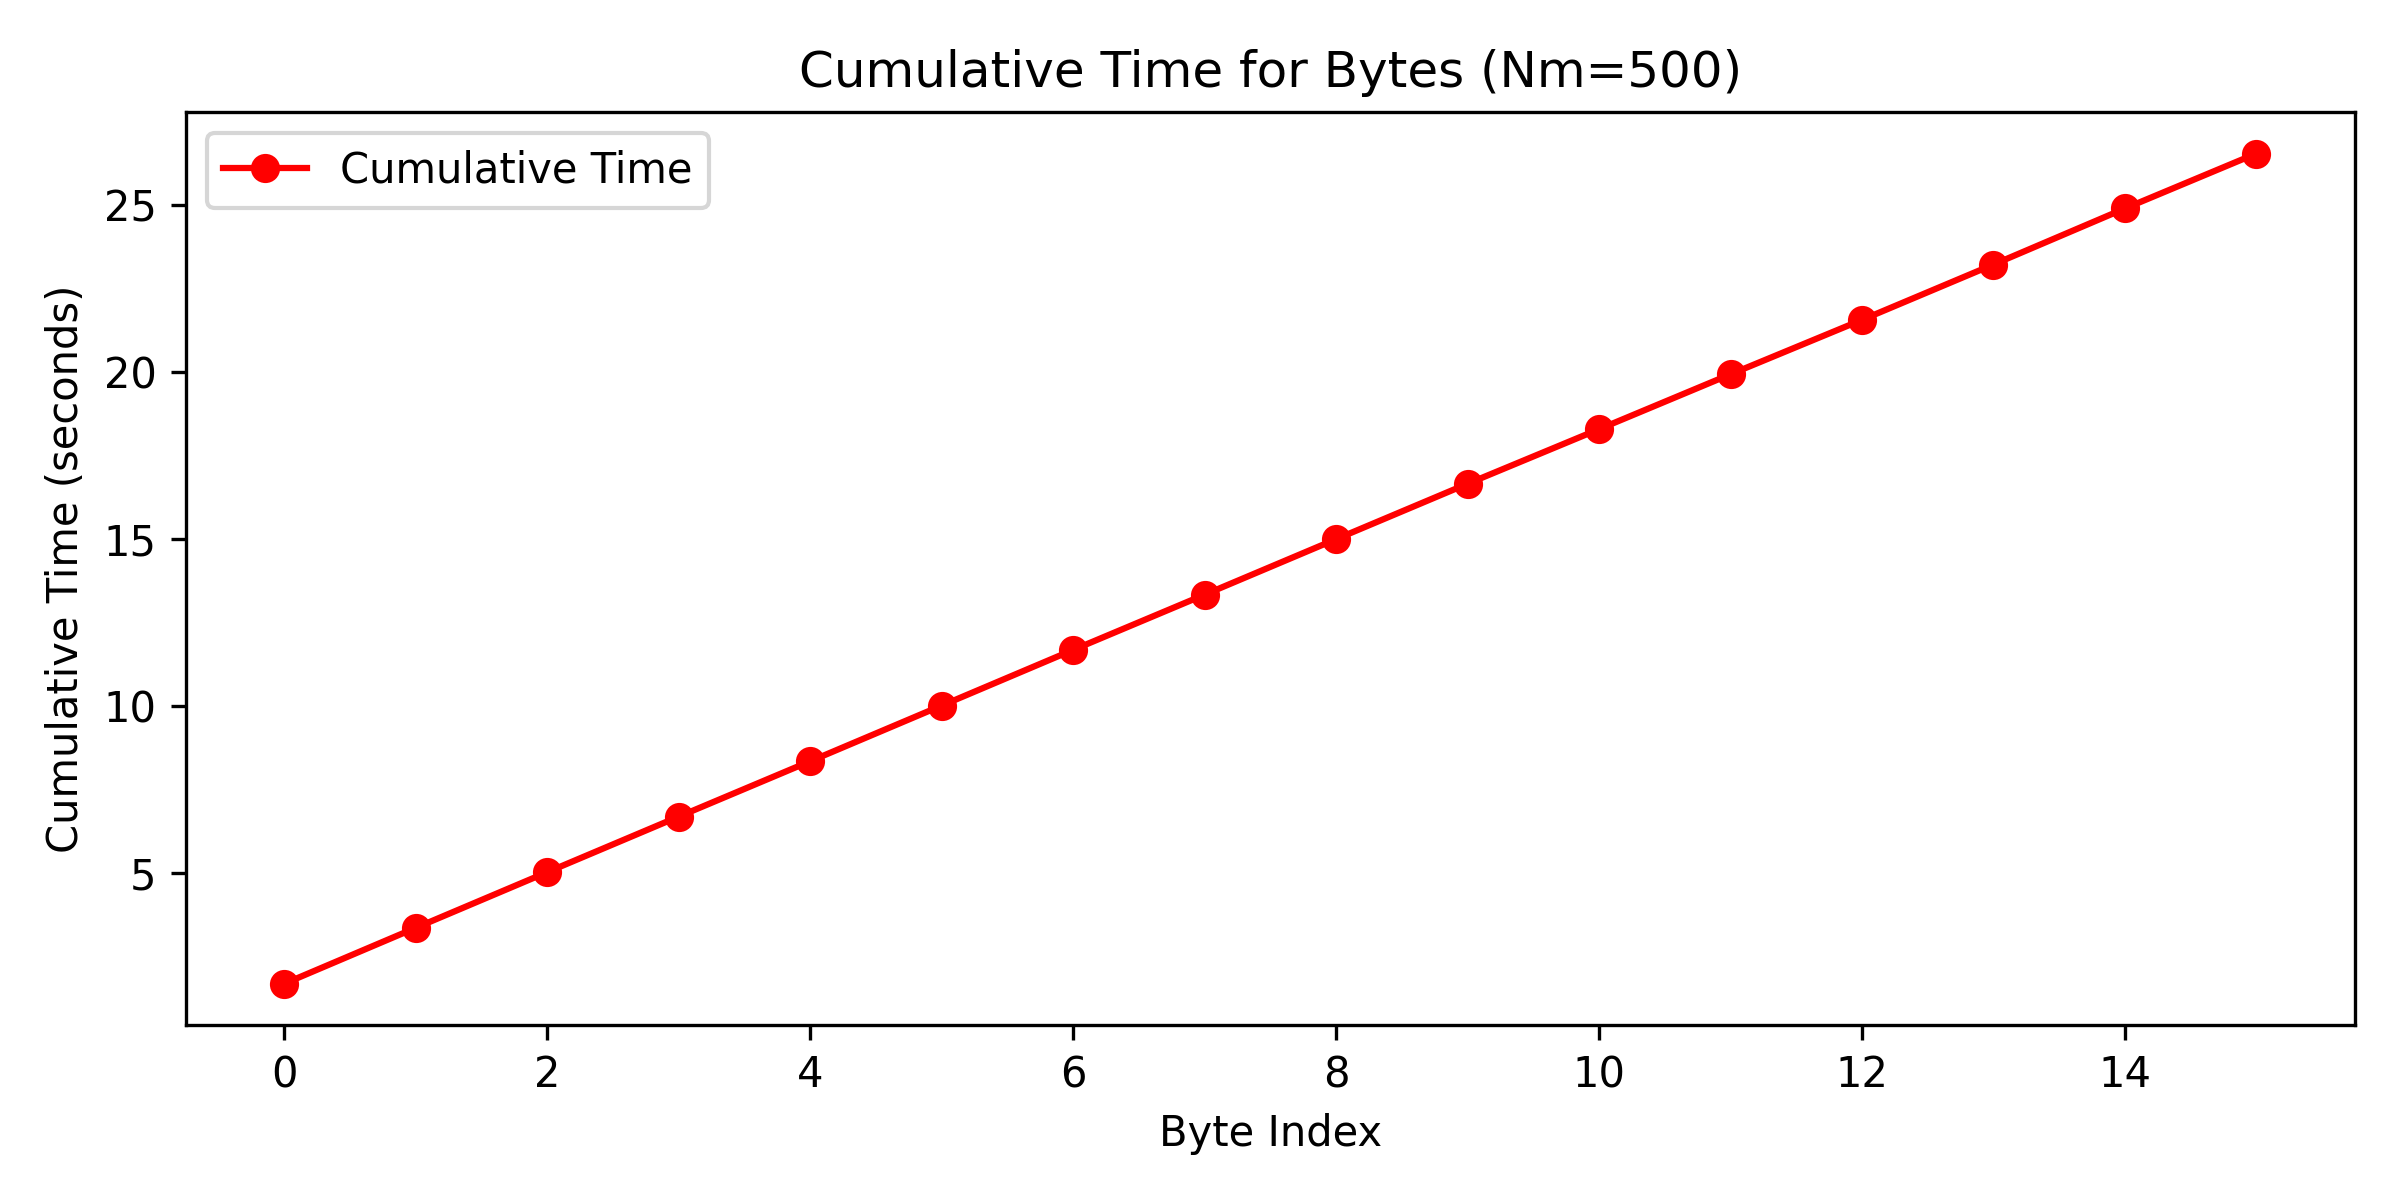 Cumulative Time for Bytes (Nm=500)
Cumulative Time
25
20
15
10
5
Cumulative Time (seconds)
0 2 4 6 8 10 12 14
Byte Index